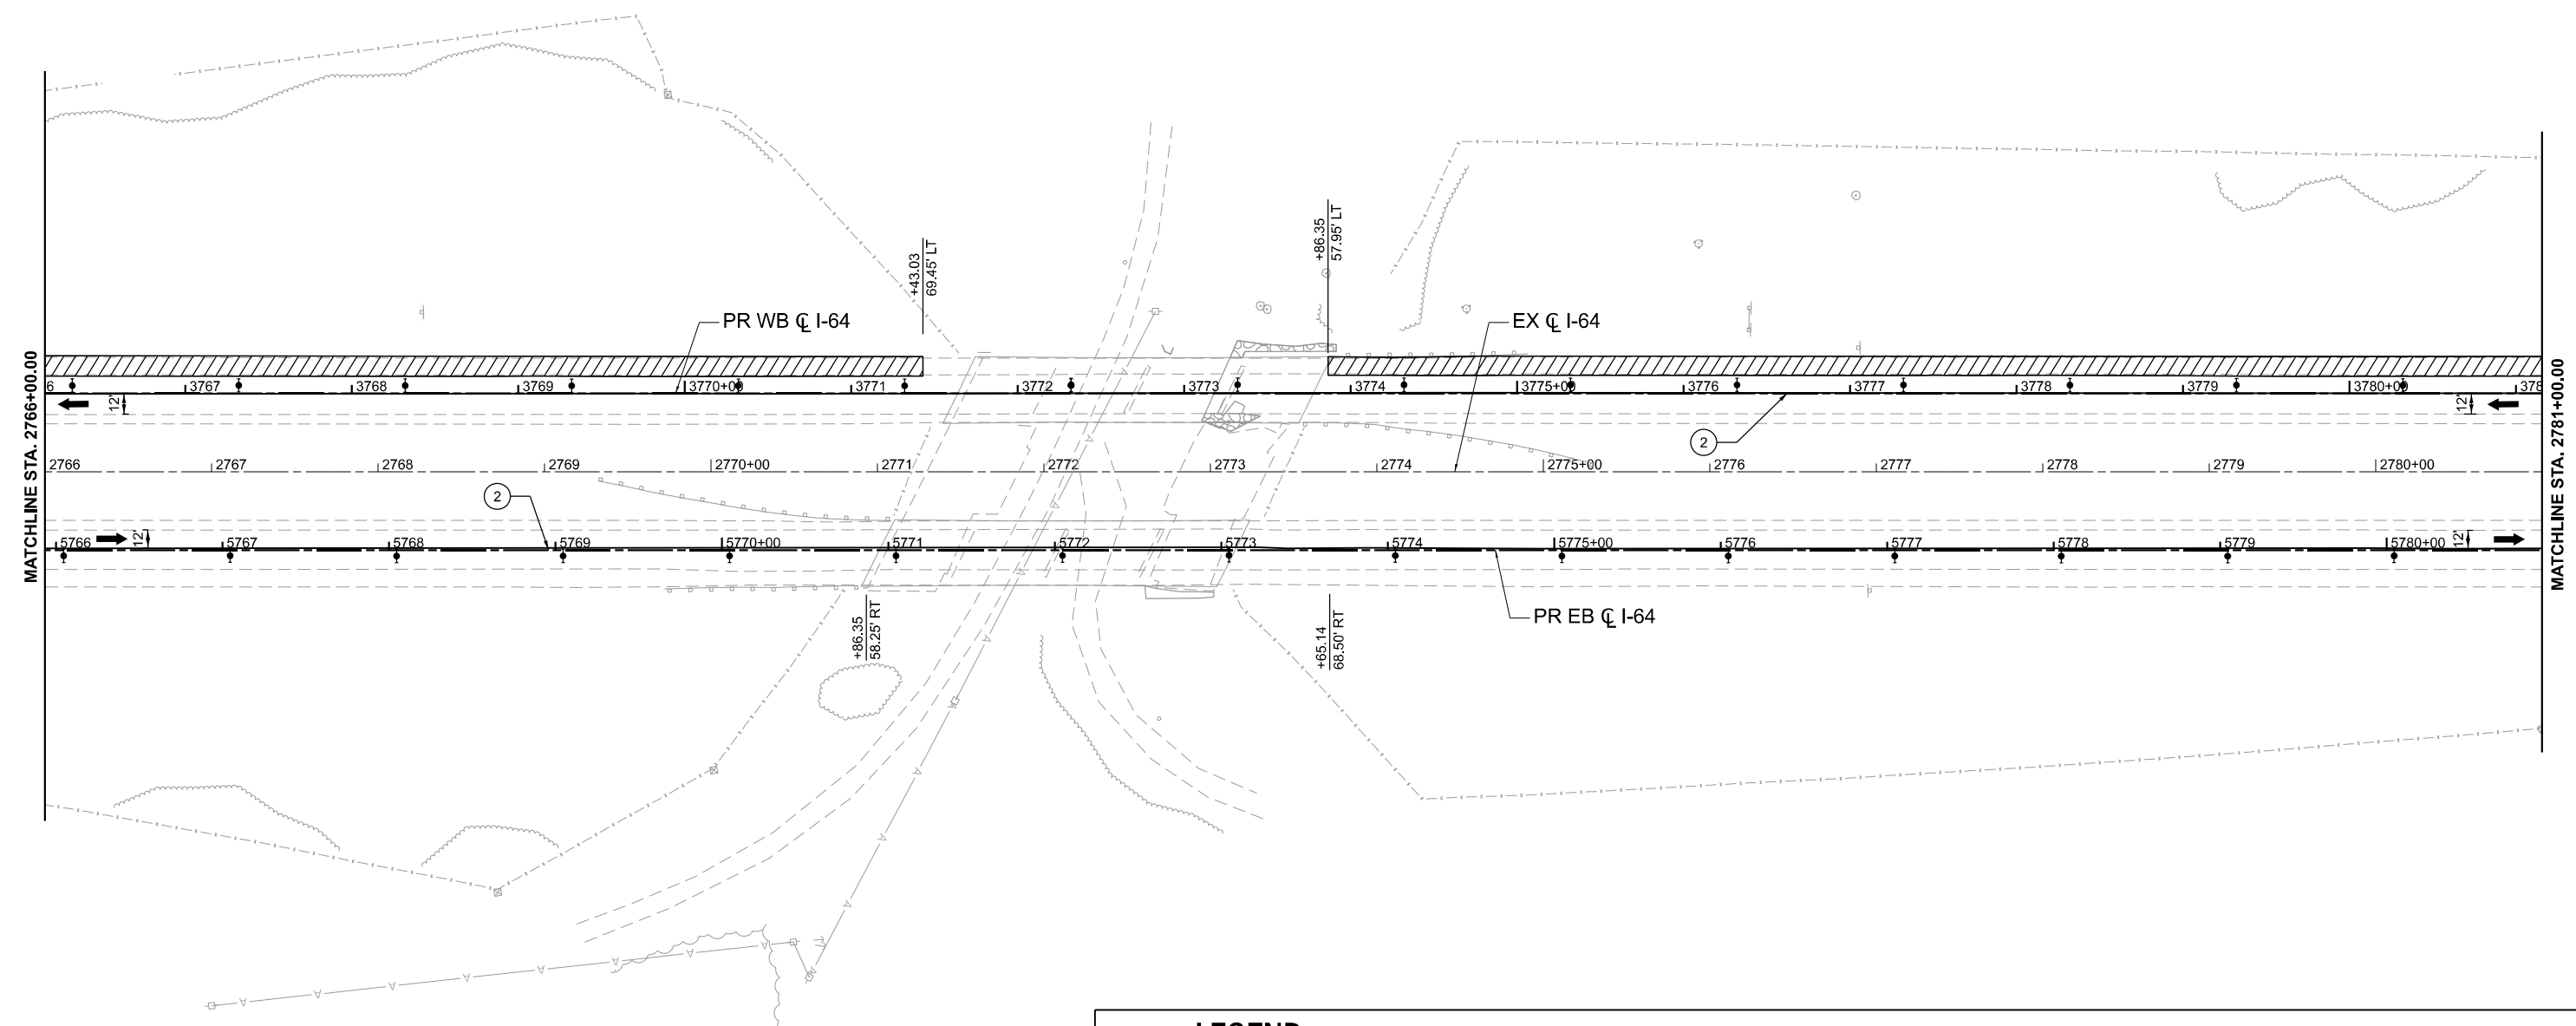 +43.03
69.45' LT
+86.35
57.95' LT
PR WB ℄ I-64
EX ℄ I-64
MATCHLINE STA. 2766+00.00
MATCHLINE STA. 2781+00.00
6 3767 3768 3769 3770+00 3771 3772 3773 3774 3775+00 3776 3777 3778 3779 3780+00 378
12' 12'
2
2766 2767 2768 2769 2770+00 2771 2772 2773 2774 2775+00 2776 2777 2778 2779 2780+00
2
12' 12'
5766 5767 5768 5769 5770+00 5771 5772 5773 5774 5775+00 5776 5777 5778 5779 5780+00
+86.35
58.25' RT
+65.14
68.50' RT
PR EB ℄ I-64
LEGEND